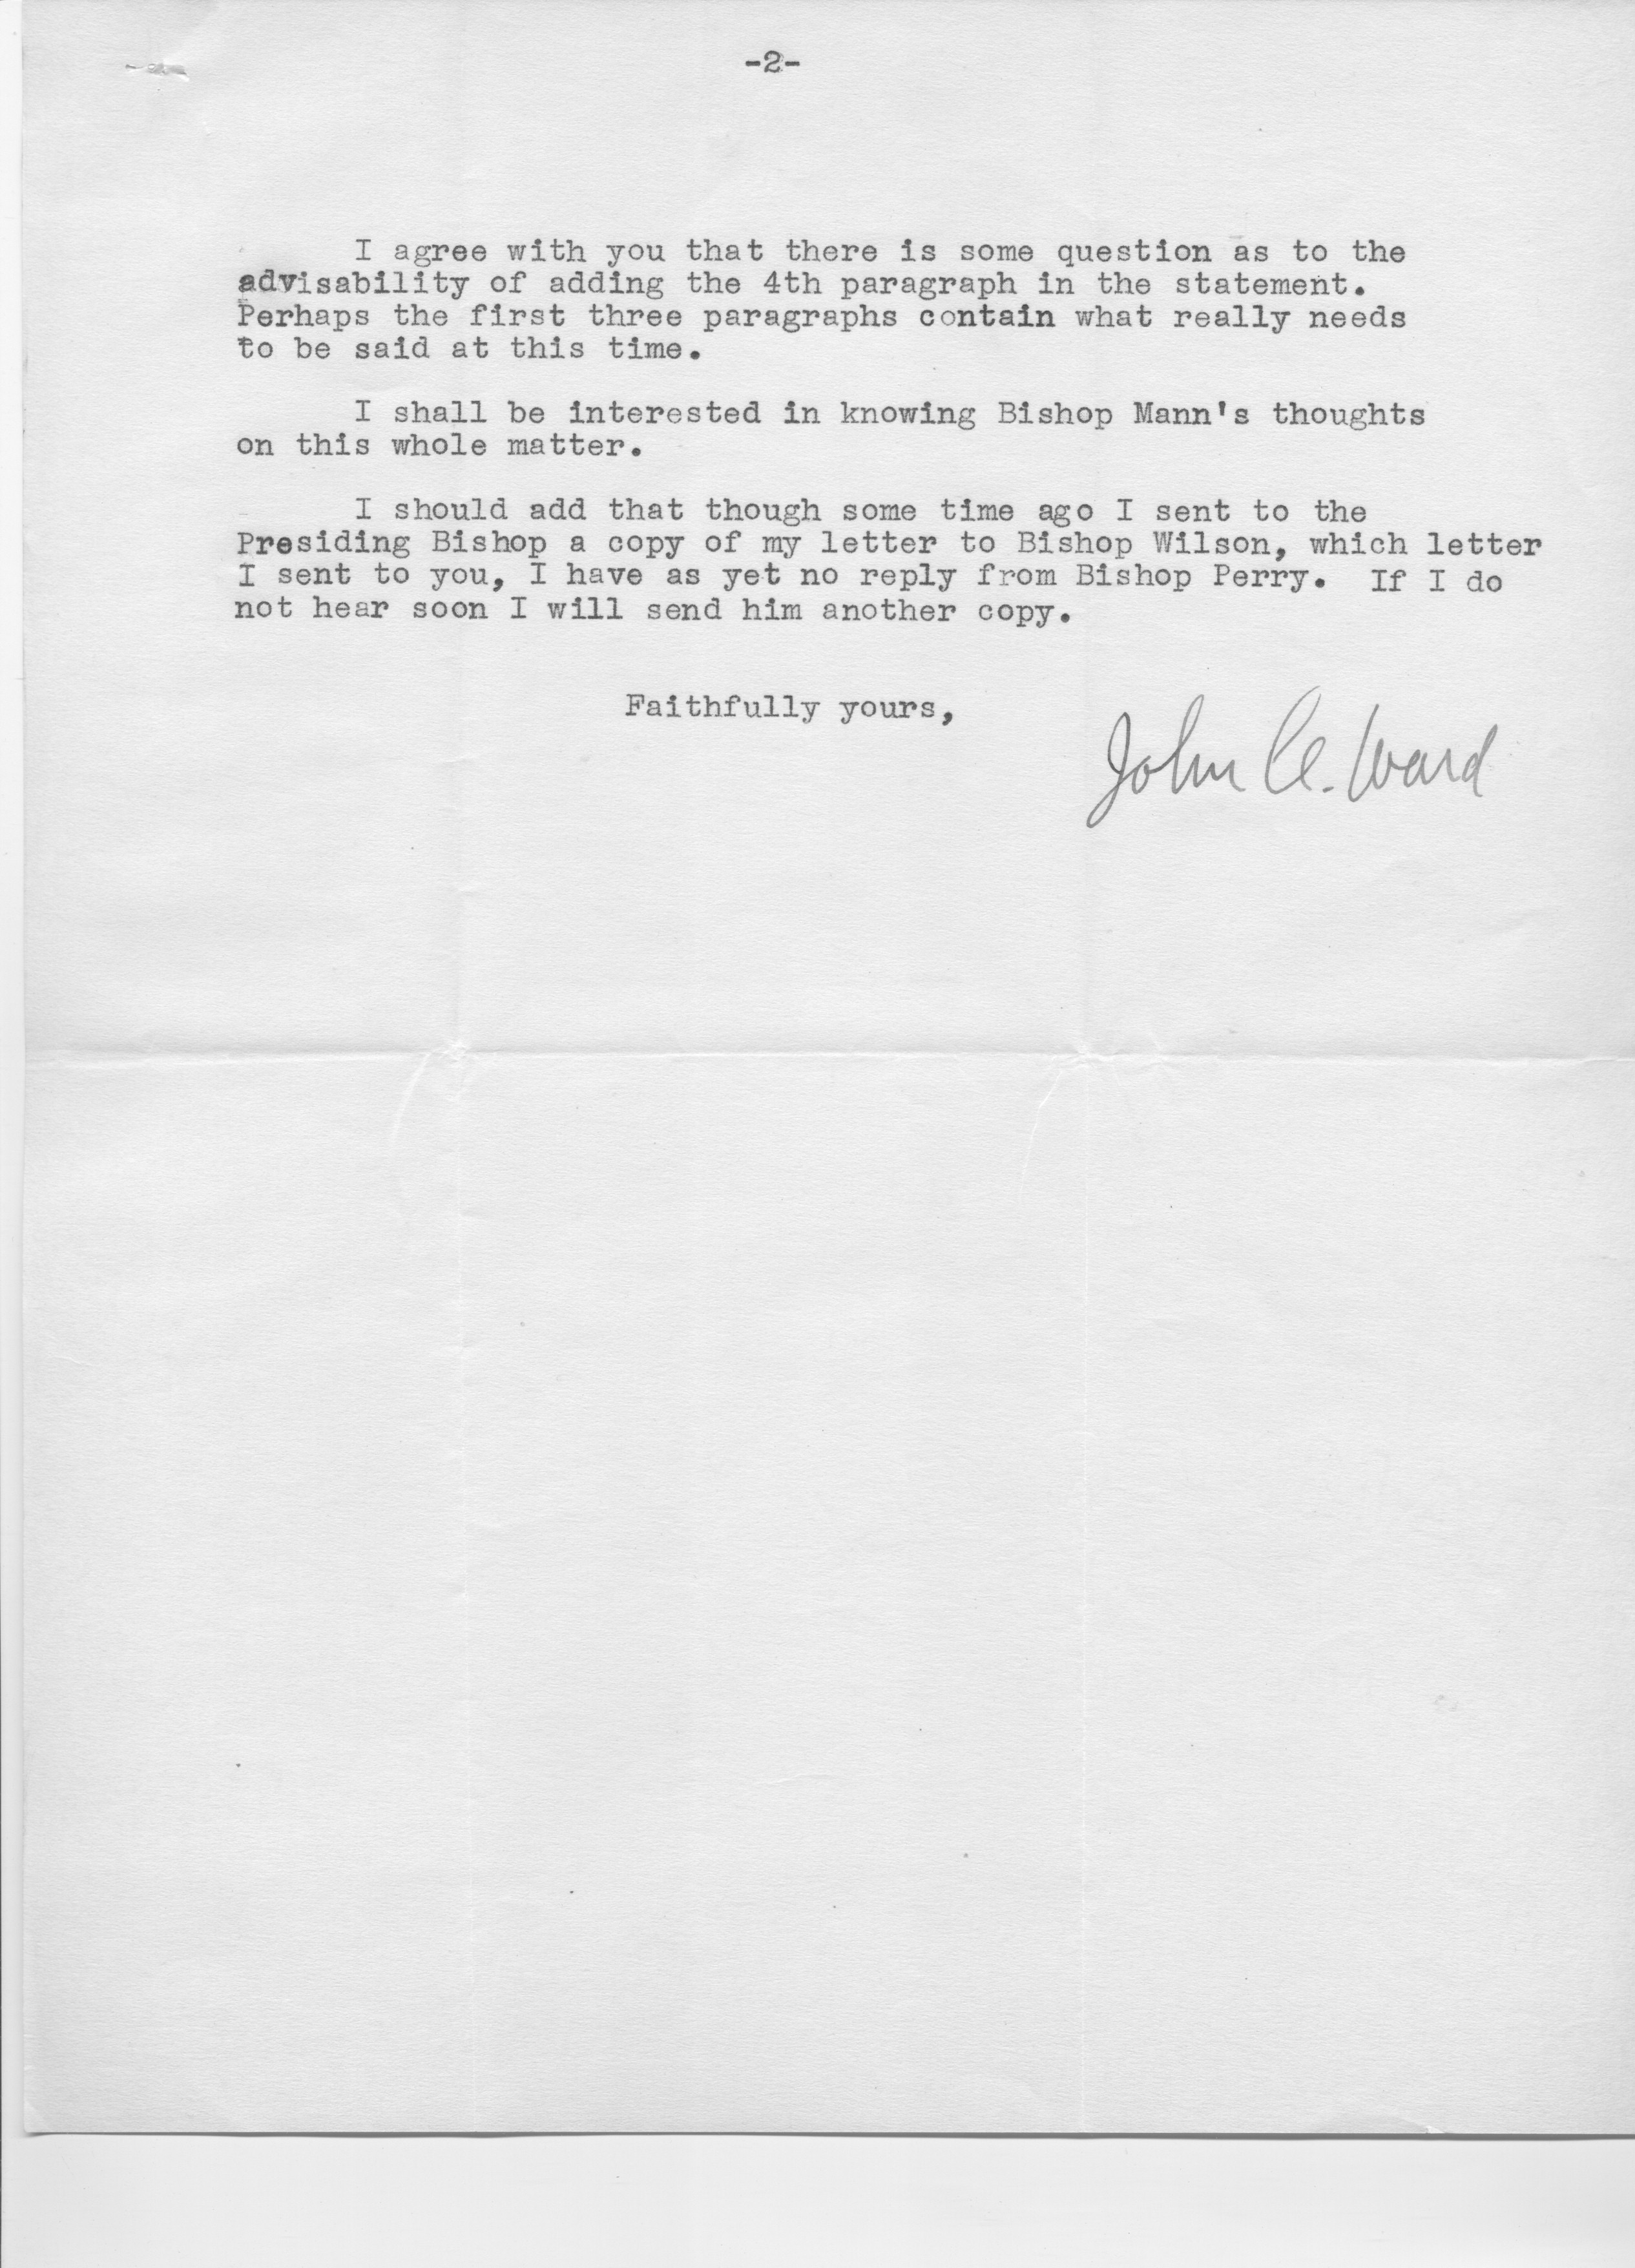 -2-
I agree with you that there is some question as to the
advisability of adding the 4th paragraph in the statement.
Perhaps the first three paragraphs contain what really needs
to be said at this time.
I shall be interested in knowing Bishop Mann's thoughts
on this whole matter.
I should add that though some time ago I sent to the
Presiding Bishop a copy of my letter to Bishop Wilson, which letter
I sent to you, I have as yet no reply from Bishop Perry. If I do
not hear soon I will send him another copy.
Faithfully yours,
John C. Ward